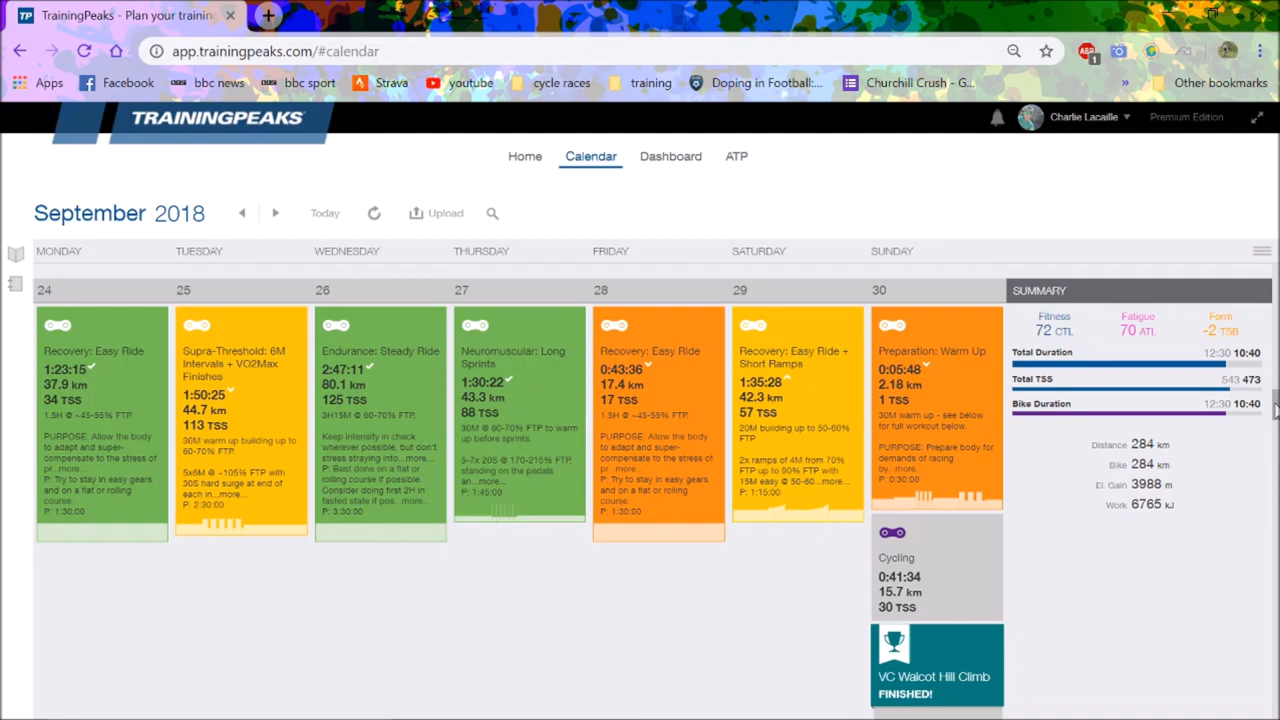 TrainingPeaks - Plan your training
app.trainingpeaks.com/#calendar
ABP
1
Apps
Facebook
BBC
bbc news
BBC
bbc sport
Strava
youtube
cycle races
training
Doping in Football:...
Churchill Crush - G...
»
Other bookmarks
TRAININGPEAKS
Charlie Lacaille
Premium Edition
Home
Calendar
Dashboard
ATP
September 2018
Today
Upload
MONDAY
TUESDAY
WEDNESDAY
THURSDAY
FRIDAY
SATURDAY
SUNDAY
24
25
26
27
28
29
30
SUMMARY
Recovery: Easy Ride
1:23:15
37.9 km
34 TSS
1.5H @ ~45-55% FTP.
PURPOSE: Allow the body
to adapt and super-
compensate to the stress of
pr...more...
P: Try to stay in easy gears
and on a flat or rolling
course.
P: 1:30:00
Supra-Threshold: 6M
Intervals + VO2Max
Finishes
1:50:25
44.7 km
113 TSS
30M warm up building up to
60-70% FTP.
5x6M @ ~105% FTP with
30S hard surge at end of
each in...more...
P: 2:30:00
Endurance: Steady Ride
2:47:11
80.1 km
125 TSS
3H15M @ 60-70% FTP.
Keep intensity in check
wherever possible, but don't
stress straying into...more...
P: Best done on a flat or
rolling course if possible.
Consider doing first 2H in
fasted state if pos...more...
P: 3:30:00
Neuromuscular: Long
Sprints
1:30:22
43.3 km
88 TSS
30M @ 60-70% FTP to warm
up before sprints.
5-7x 20S @ 170-215% FTP,
standing on the pedals
an...more...
P: 1:45:00
Recovery: Easy Ride
0:43:36
17.4 km
17 TSS
1.5H @ ~45-55% FTP.
PURPOSE: Allow the body
to adapt and super-
compensate to the stress of
pr...more...
P: Try to stay in easy gears
and on a flat or rolling
course.
P: 1:30:00
Recovery: Easy Ride +
Short Ramps
1:35:28
42.3 km
57 TSS
20M building up to 50-60%
FTP
2x ramps of 4M from 70%
FTP up to 90% FTP with
15M easy @ 50-60...more...
P: 1:15:00
Preparation: Warm Up
0:05:48
2.18 km
1 TSS
30M warm up - see below
for full workout below.
PURPOSE: Prepare body for
demands of racing
by...more...
P: 0:30:00
Cycling
0:41:34
15.7 km
30 TSS
VC Walcot Hill Climb
FINISHED!
Fitness
72 CTL
Fatigue
70 ATL
Form
-2 TSB
Total Duration 12:30 10:40
Total TSS 543 473
Bike Duration 12:30 10:40
Distance 284 km
Bike 284 km
El. Gain 3988 m
Work 6765 kJ